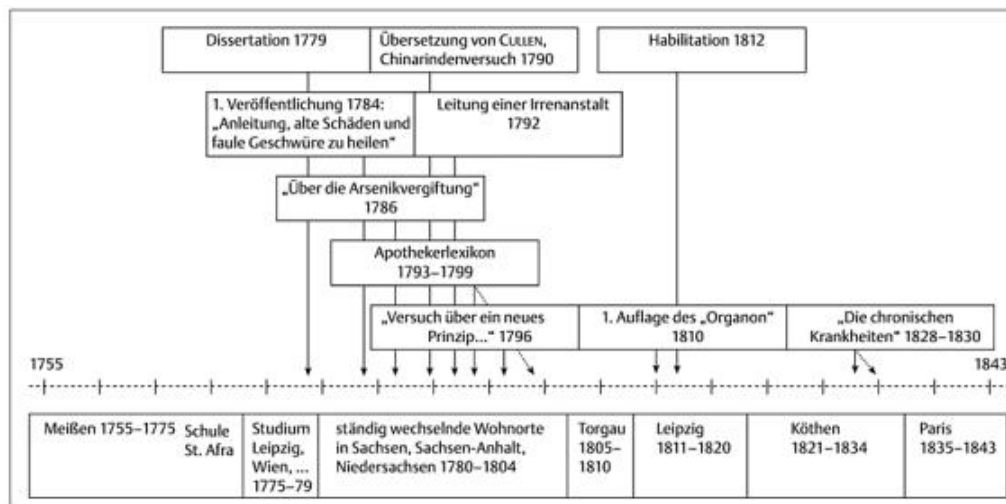 Dissertation 1779
Übersetzung von CULLEN,
Chinarindenversuch 1790
Habilitation 1812
1. Veröffentlichung 1784:
„Anleitung, alte Schäden und
faule Geschwüre zu heilen“
Leitung einer Irrenanstalt
1792
„Über die Arsenikvergiftung“
1786
Apothekerlexikon
1793–1799
„Versuch über ein neues
Prinzip...“ 1796
1. Auflage des „Organon“
1810
„Die chronischen
Krankheiten“ 1828–1830
1755
1843
Meißen 1755–1775
Schule
St. Afra
Studium
Leipzig,
Wien, ...
1775–79
ständig wechselnde Wohnorte
in Sachsen, Sachsen-Anhalt,
Niedersachsen 1780–1804
Torgau
1805–
1810
Leipzig
1811–1820
Köthen
1821–1834
Paris
1835–1843